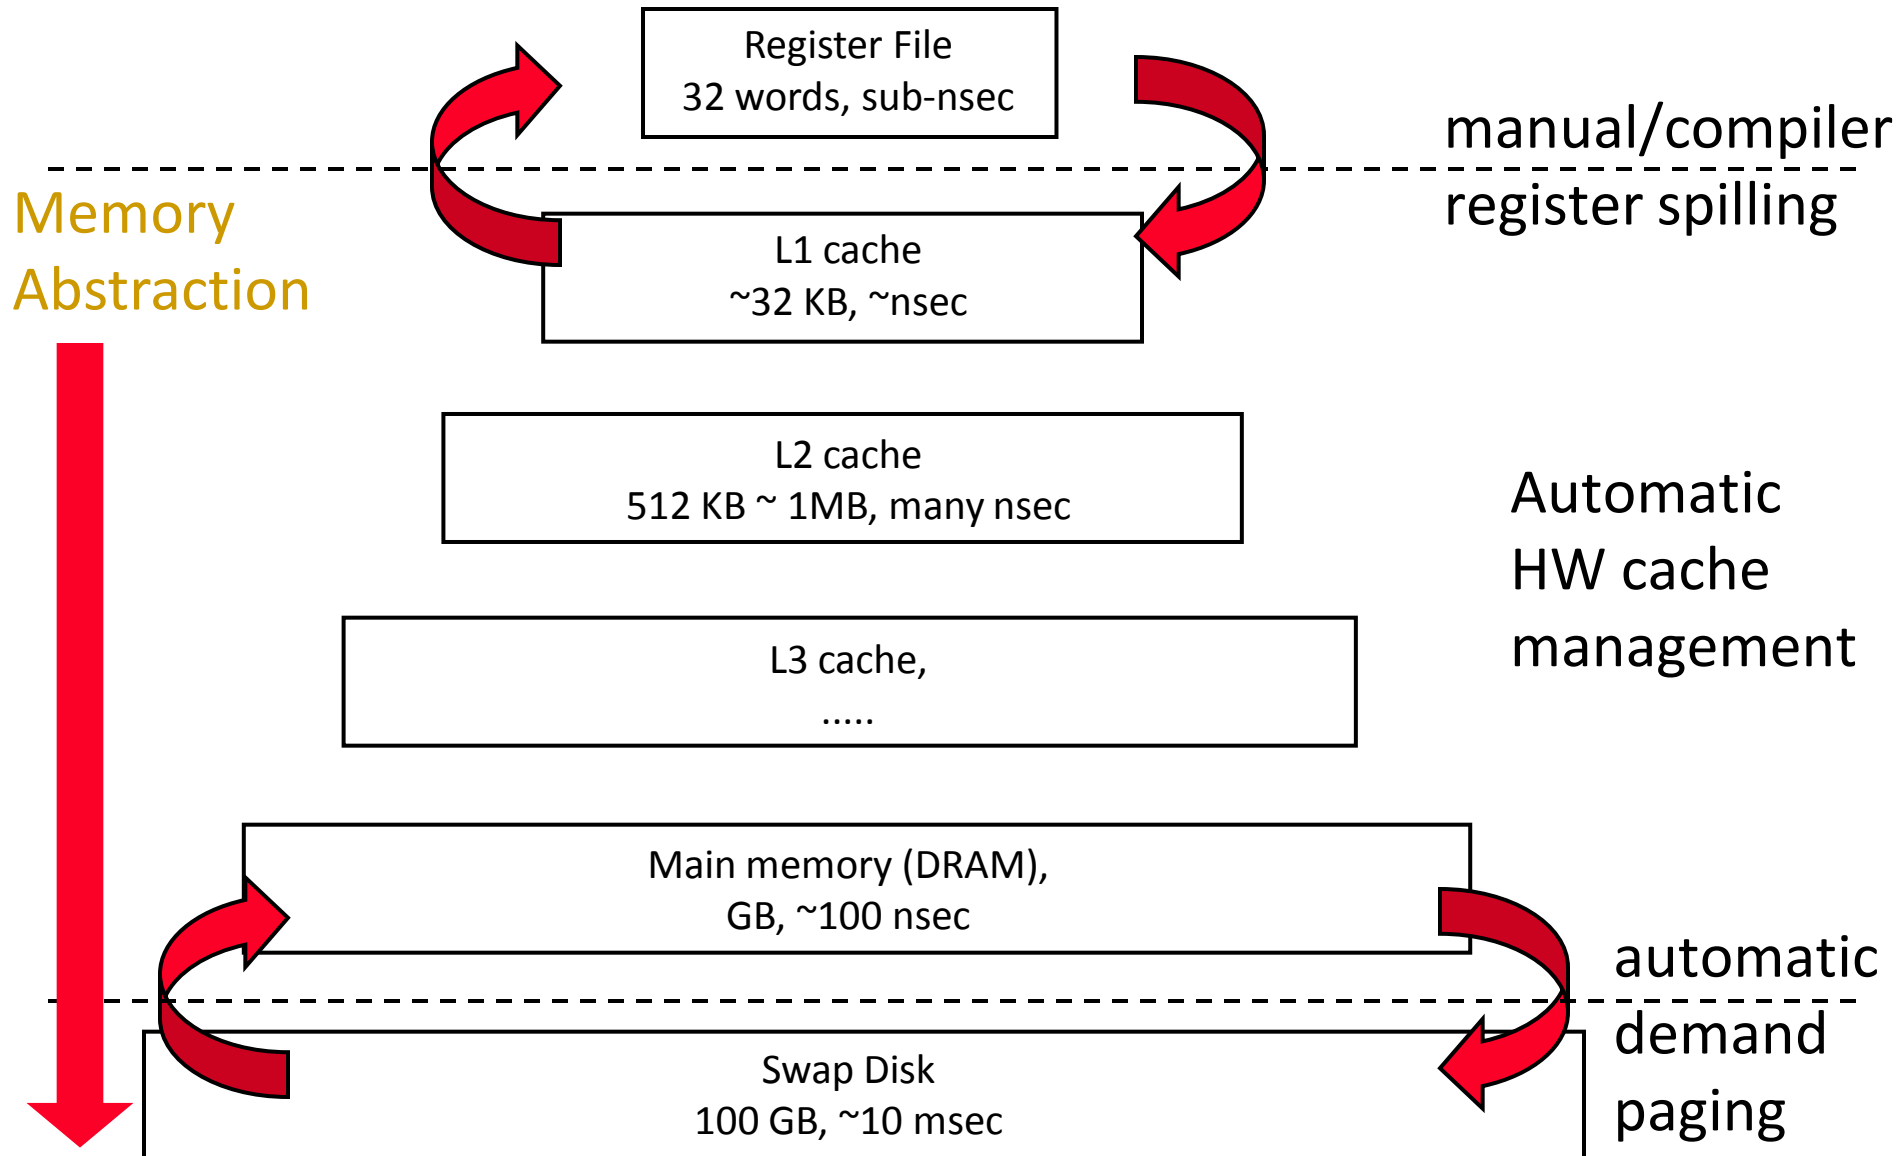 Register File
32 words, sub-nsec
manual/compiler
register spilling
Memory
Abstraction
L1 cache
~32 KB, ~nsec
L2 cache
512 KB ~ 1MB, many nsec
Automatic
HW cache
management
L3 cache,
.....
Main memory (DRAM),
GB, ~100 nsec
automatic
demand
paging
Swap Disk
100 GB, ~10 msec